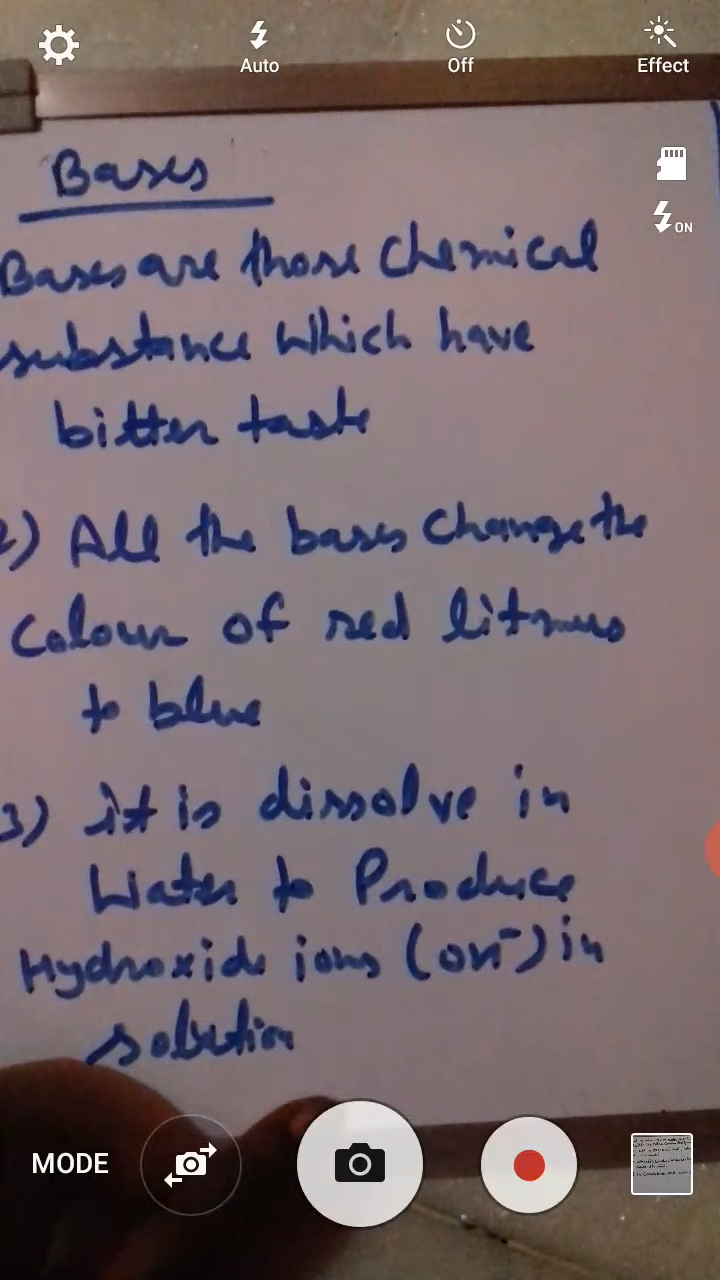 Auto
Off
Effect
ON
Bases
Bases are those chemical
substance which have
bitter taste
2) All the bases change the
colour of red litmus
to blue
3) it is dissolve in
Water to Produce
Hydroxide ions (OH⁻) in
solution
MODE